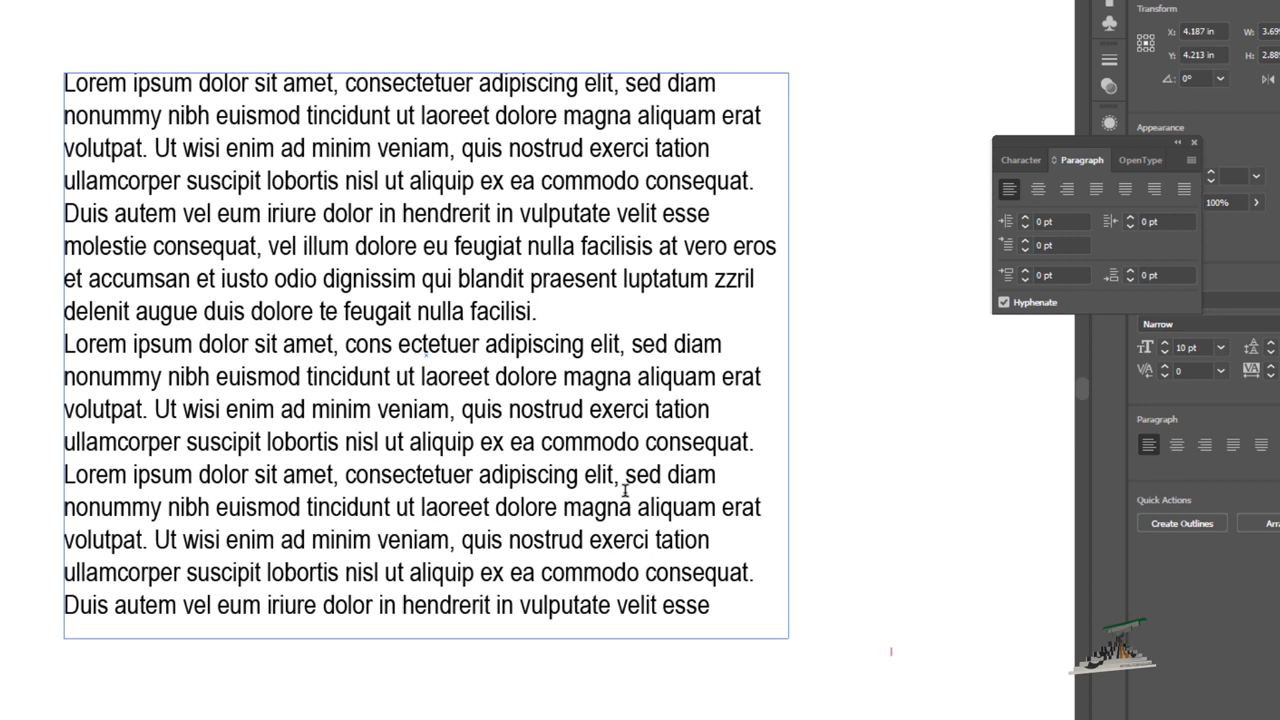 Transform
X: 4.187 in W:
Y: 4.213 in H:
0°
Appearance
100%
Character Paragraph OpenType
0 pt 0 pt
0 pt
0 pt 0 pt
Hyphenate
Narrow
10 pt
0
Paragraph
Quick Actions
Create Outlines
Lorem ipsum dolor sit amet, consectetuer adipiscing elit, sed diam
nonummy nibh euismod tincidunt ut laoreet dolore magna aliquam erat
volutpat. Ut wisi enim ad minim veniam, quis nostrud exerci tation
ullamcorper suscipit lobortis nisl ut aliquip ex ea commodo consequat.
Duis autem vel eum iriure dolor in hendrerit in vulputate velit esse
molestie consequat, vel illum dolore eu feugiat nulla facilisis at vero eros
et accumsan et iusto odio dignissim qui blandit praesent luptatum zzril
delenit augue duis dolore te feugait nulla facilisi.
Lorem ipsum dolor sit amet, cons ectetuer adipiscing elit, sed diam
nonummy nibh euismod tincidunt ut laoreet dolore magna aliquam erat
volutpat. Ut wisi enim ad minim veniam, quis nostrud exerci tation
ullamcorper suscipit lobortis nisl ut aliquip ex ea commodo consequat.
Lorem ipsum dolor sit amet, consectetuer adipiscing elit, sed diam
nonummy nibh euismod tincidunt ut laoreet dolore magna aliquam erat
volutpat. Ut wisi enim ad minim veniam, quis nostrud exerci tation
ullamcorper suscipit lobortis nisl ut aliquip ex ea commodo consequat.
Duis autem vel eum iriure dolor in hendrerit in vulputate velit esse